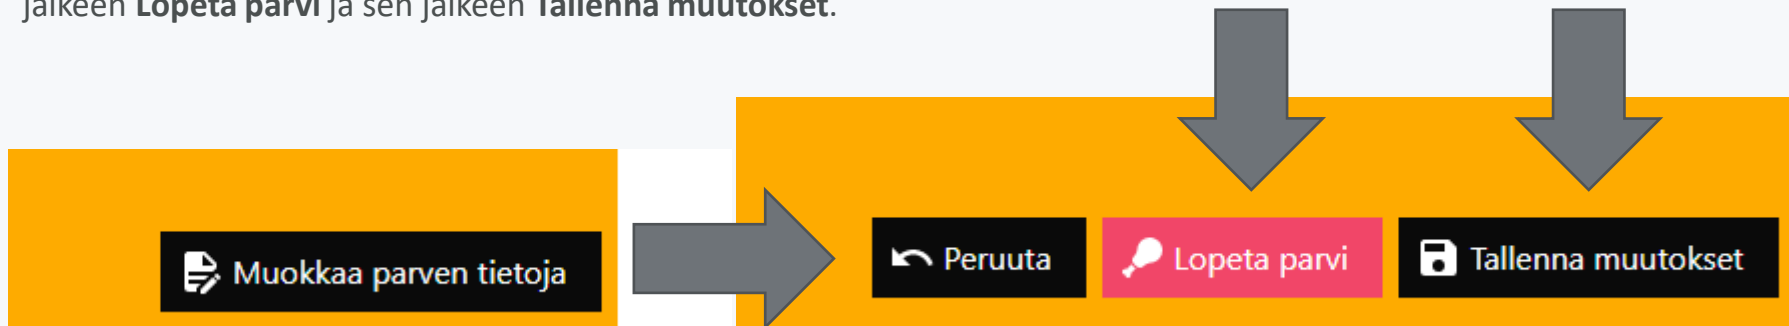 jälkeen Lopeta parvi ja sen jälkeen Tallenna muutokset.
Muokkaa parven tietoja
Peruuta
Lopeta parvi
Tallenna muutokset